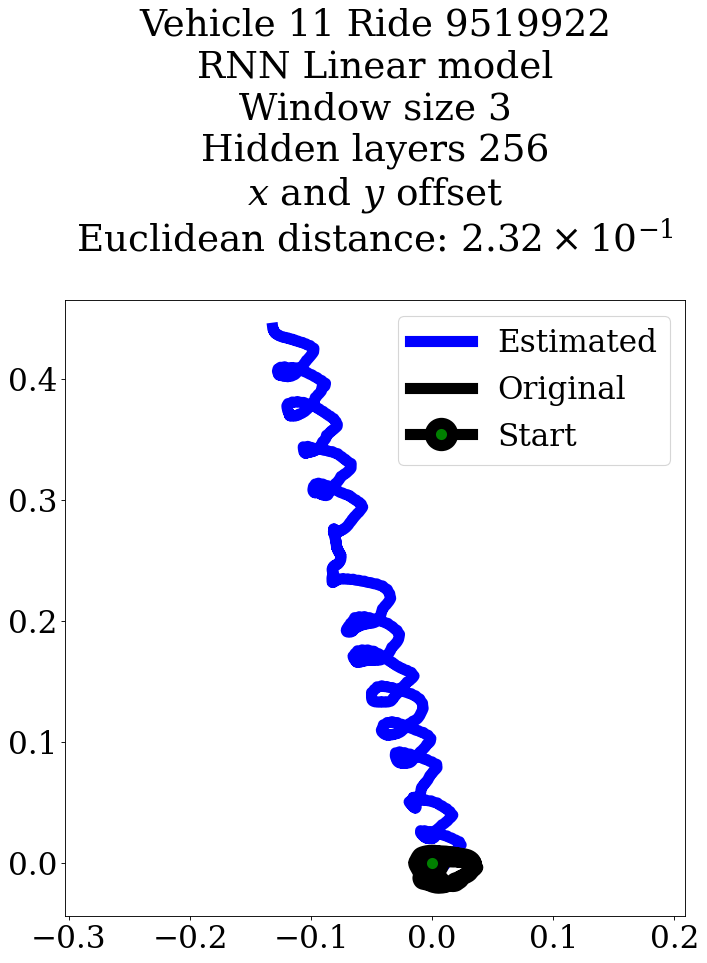 Vehicle 11 Ride 9519922
RNN Linear model
Window size 3
Hidden layers 256
x and y offset
Euclidean distance: 2.32 × 10⁻¹
Estimated
Original
Start
0.4
0.3
0.2
0.1
0.0
−0.3 −0.2 −0.1 0.0 0.1 0.2